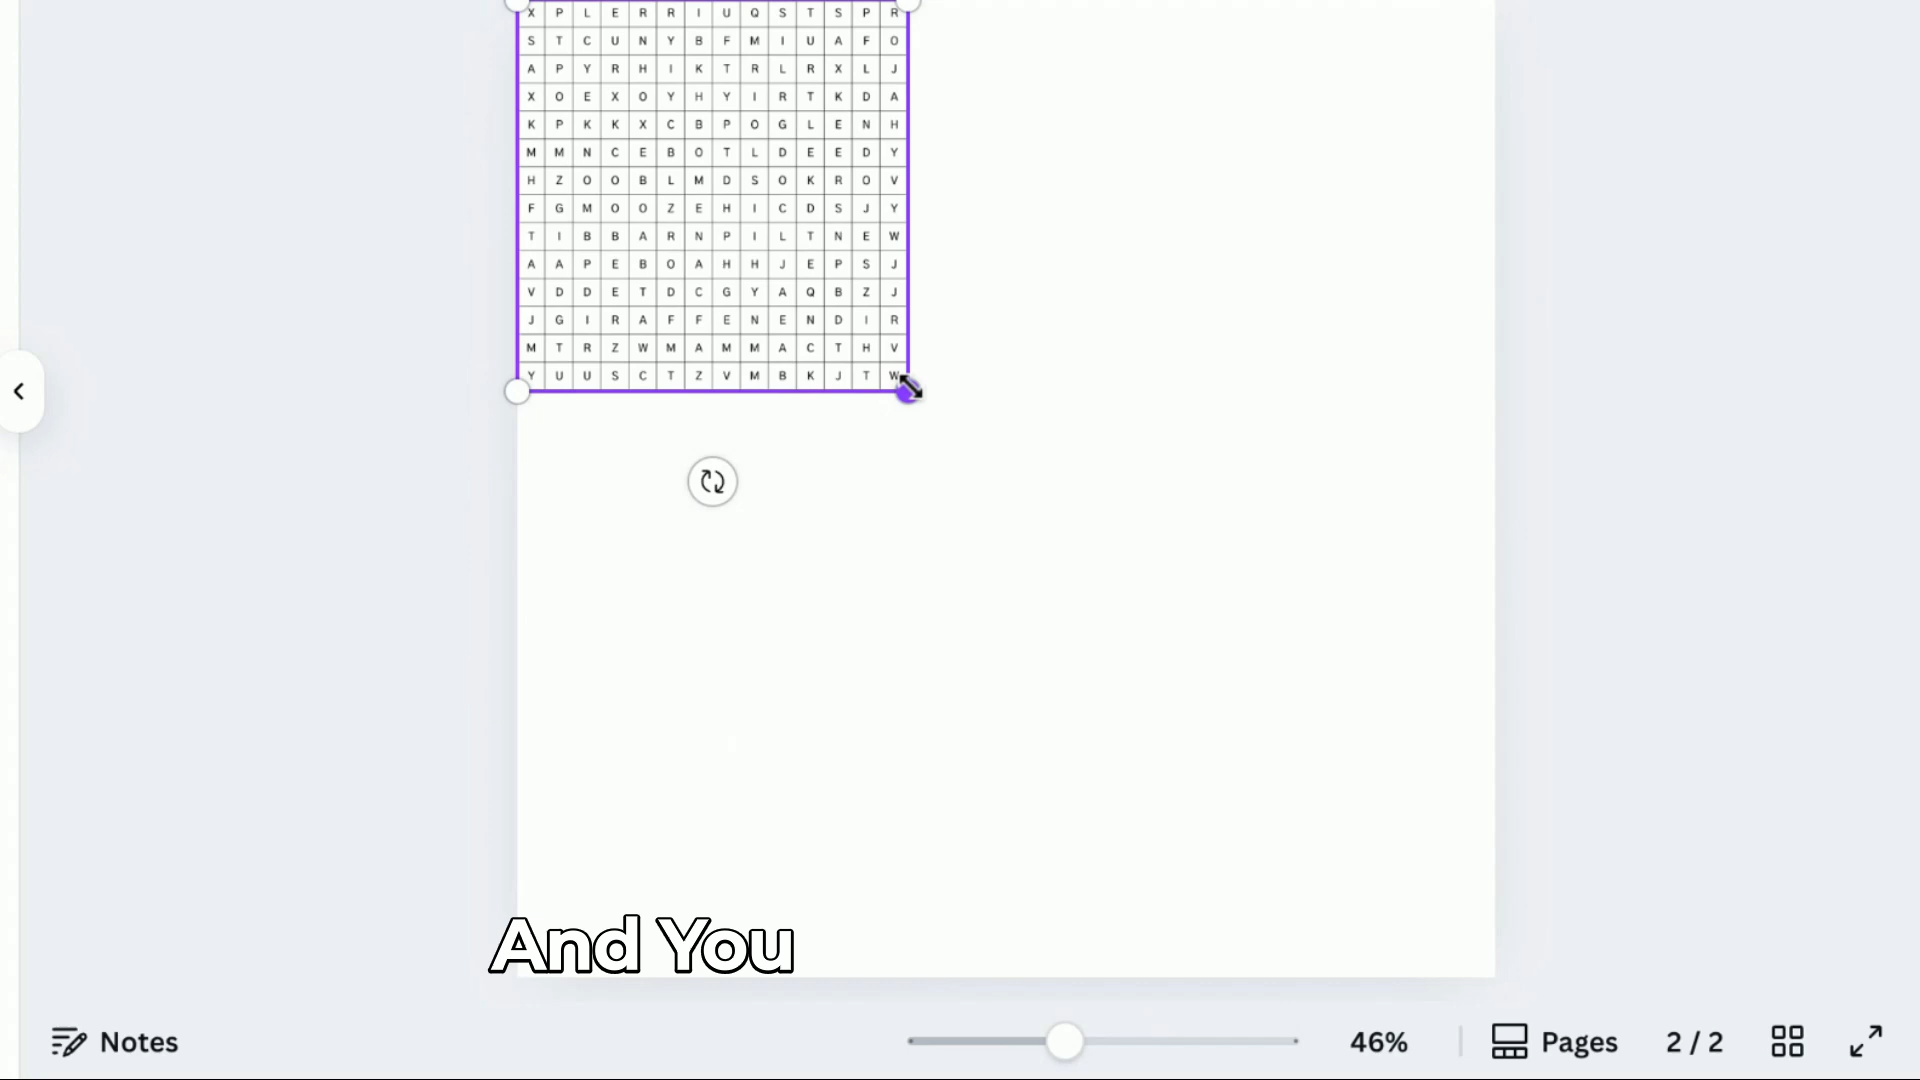 X P L E R R I U Q S T S P R
S T C U N Y B F M I U A F O
A P Y R H I K T R L R X L J
X O E X O Y H Y I R T K D A
K P K K X C B P O G L E N H
M M N C E B O T L D E E D Y
H Z O O B L M D S O K R O V
F G M O O Z E H I C D S J Y
T I B B A R N P I L T N E W
A A P E B O A H H J E P S J
V D D E T D C G Y A Q B Z J
J G I R A F F E N E N D I R
M T R Z W M A M M A C T H V
Y U U S C T Z V M B K J T W
And You
Notes
46%
Pages
2 / 2